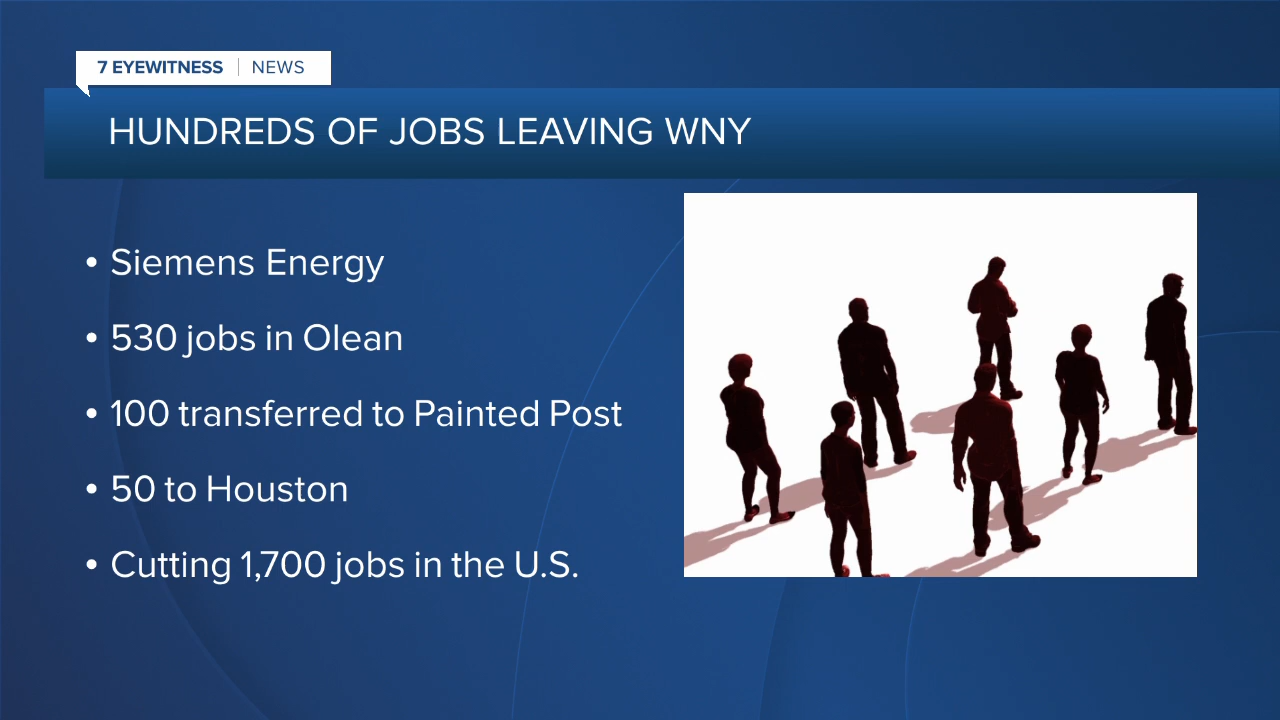 7 EYEWITNESS | NEWS
HUNDREDS OF JOBS LEAVING WNY
• Siemens Energy
• 530 jobs in Olean
• 100 transferred to Painted Post
• 50 to Houston
• Cutting 1,700 jobs in the U.S.